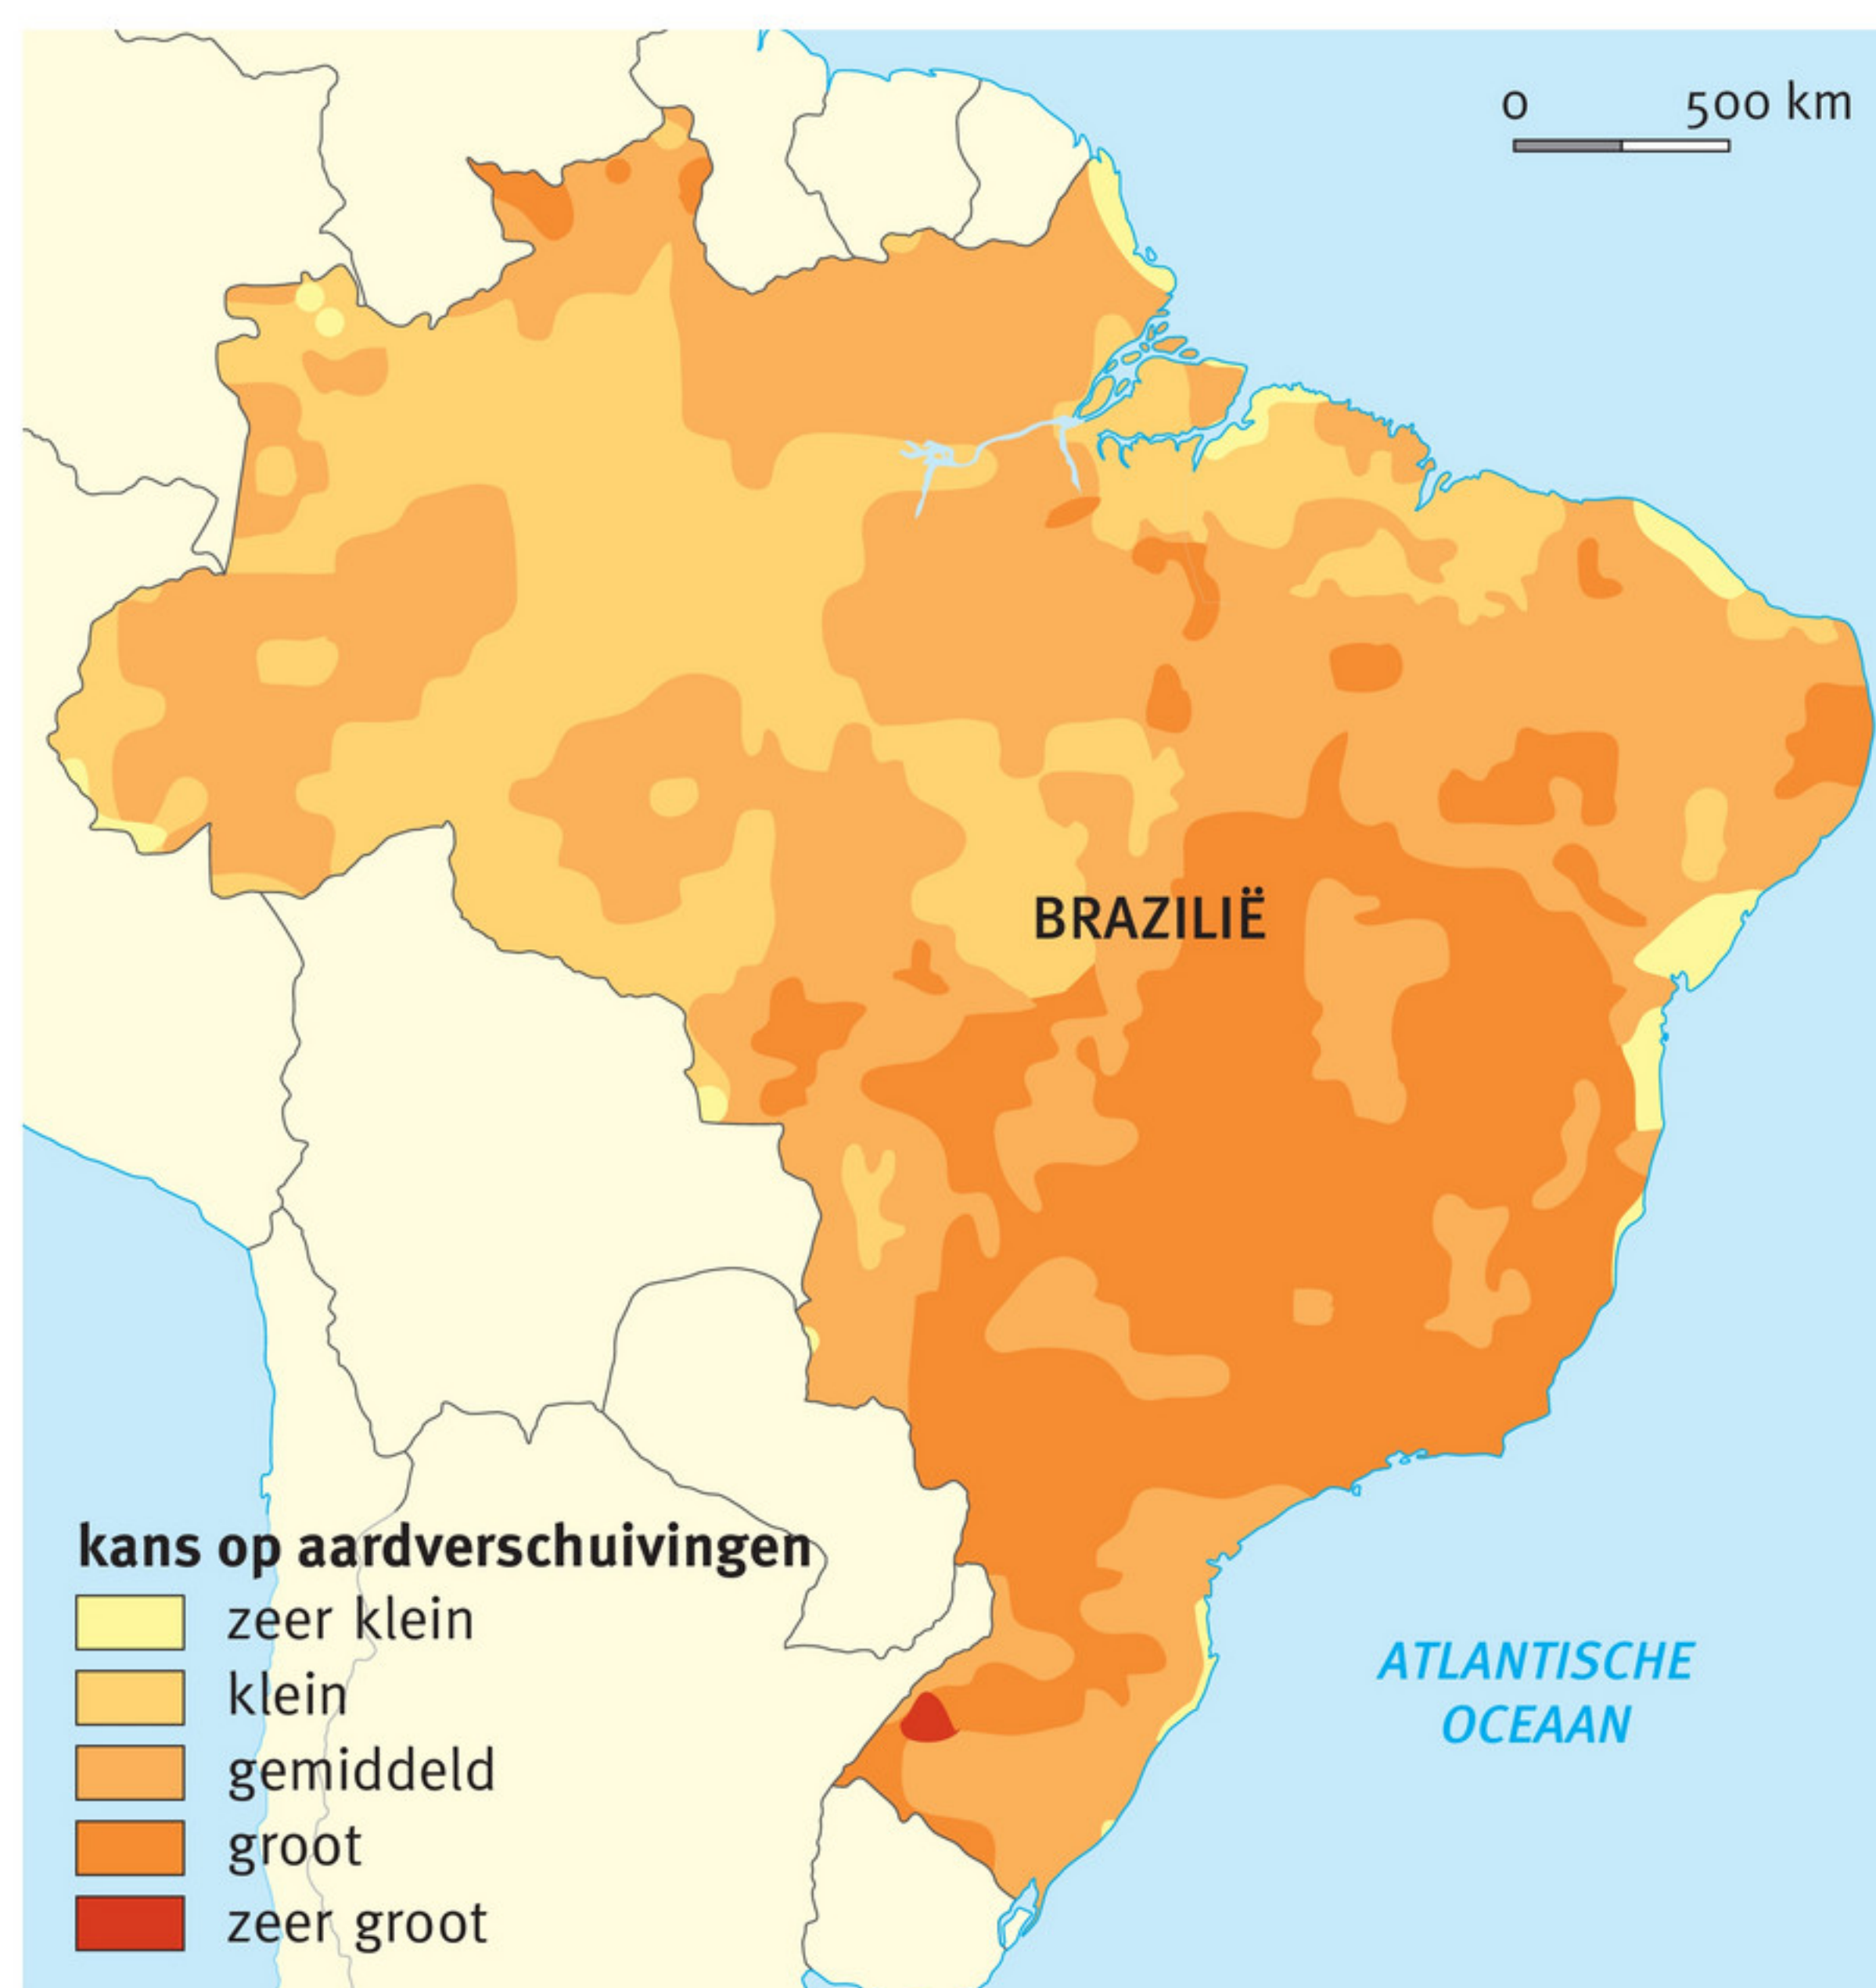 0 500 km
BRAZILIË
kans op aardverschuivingen
zeer klein
klein
gemiddeld
groot
zeer groot
ATLANTISCHE
OCEAAN